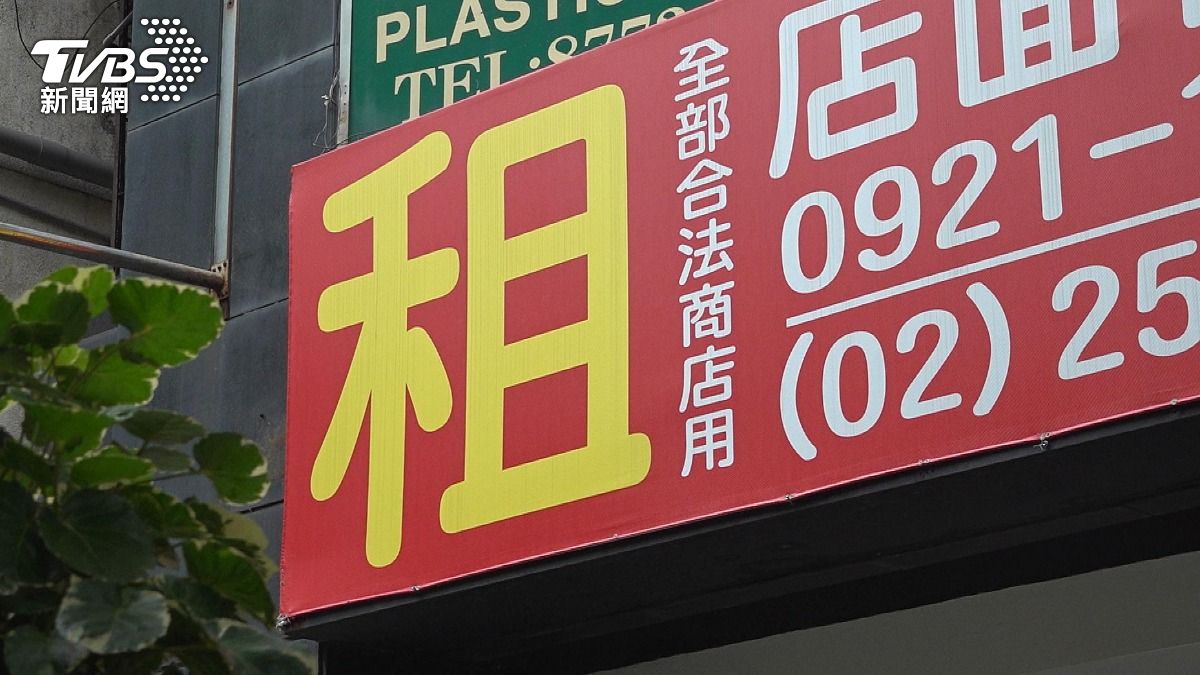 TVBS
新聞網
PLASTIC
TEL:877
租
全部合法商店用
店面
0921-
(02) 25